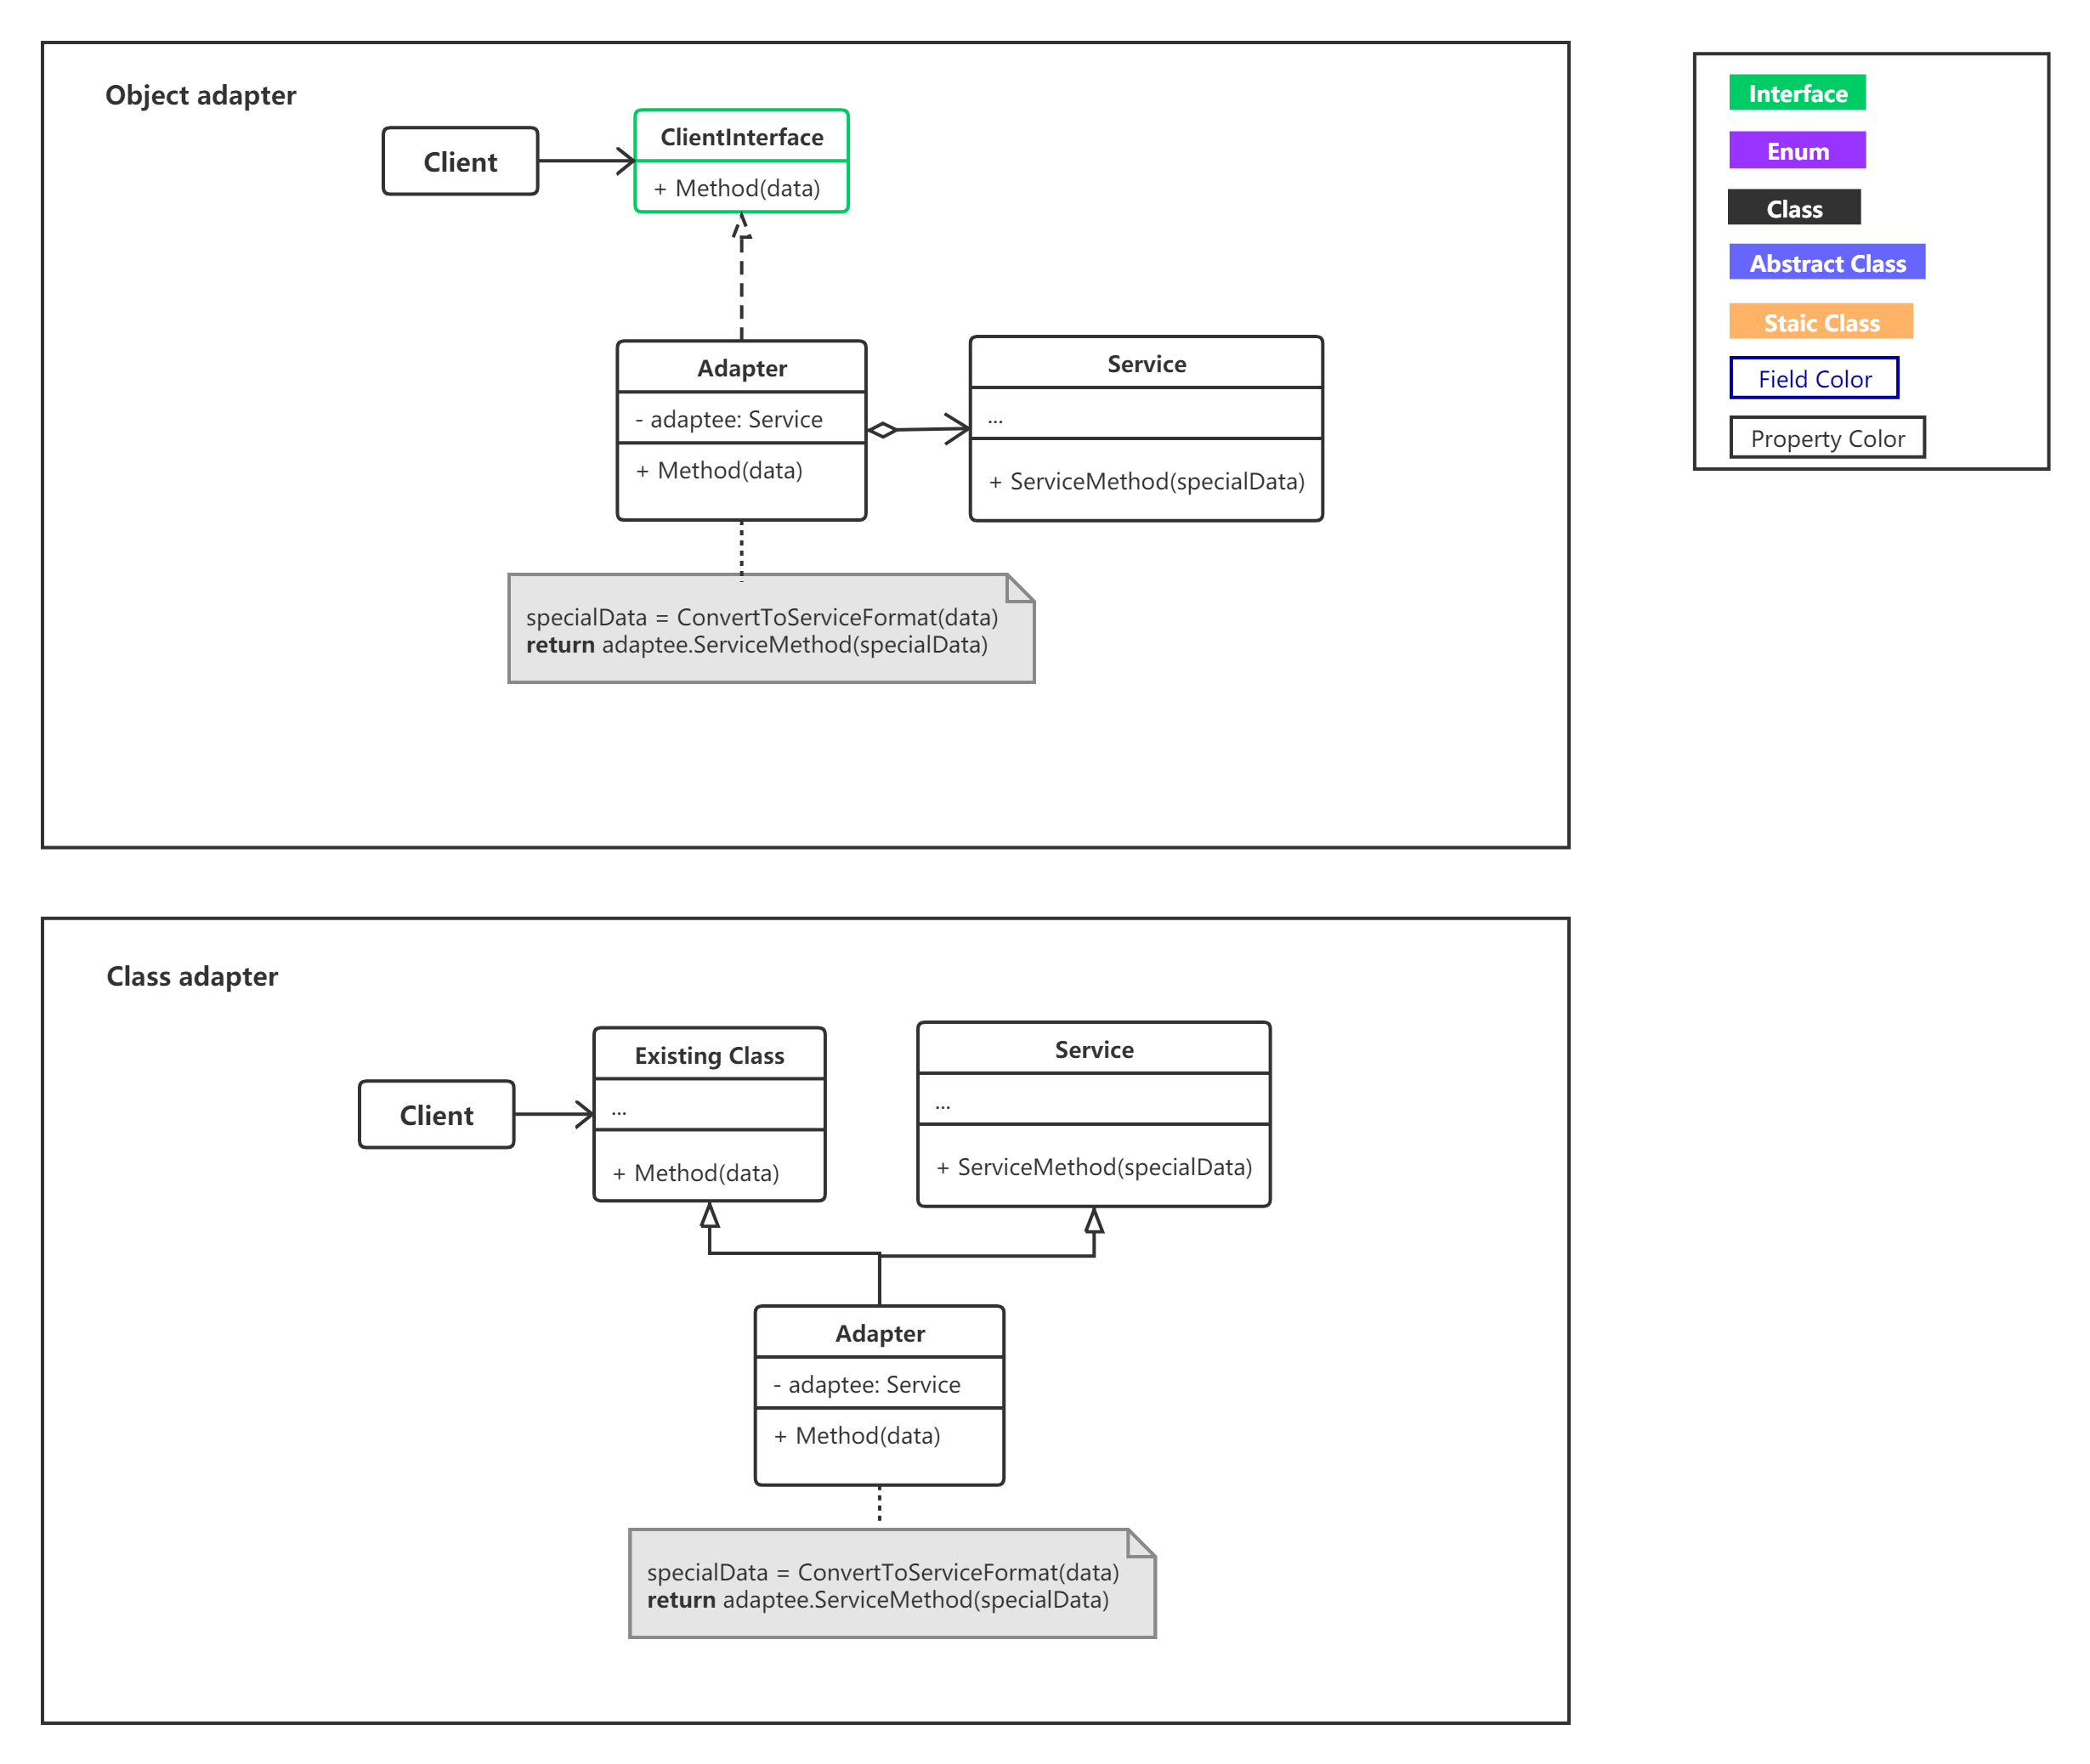 Object adapter
Client
ClientInterface
+ Method(data)
Adapter
- adaptee: Service
+ Method(data)
Service
...
+ ServiceMethod(specialData)
specialData = ConvertToServiceFormat(data)
return adaptee.ServiceMethod(specialData)
Interface
Enum
Class
Abstract Class
Staic Class
Field Color
Property Color
Class adapter
Client
Existing Class
...
+ Method(data)
Service
...
+ ServiceMethod(specialData)
Adapter
- adaptee: Service
+ Method(data)
specialData = ConvertToServiceFormat(data)
return adaptee.ServiceMethod(specialData)